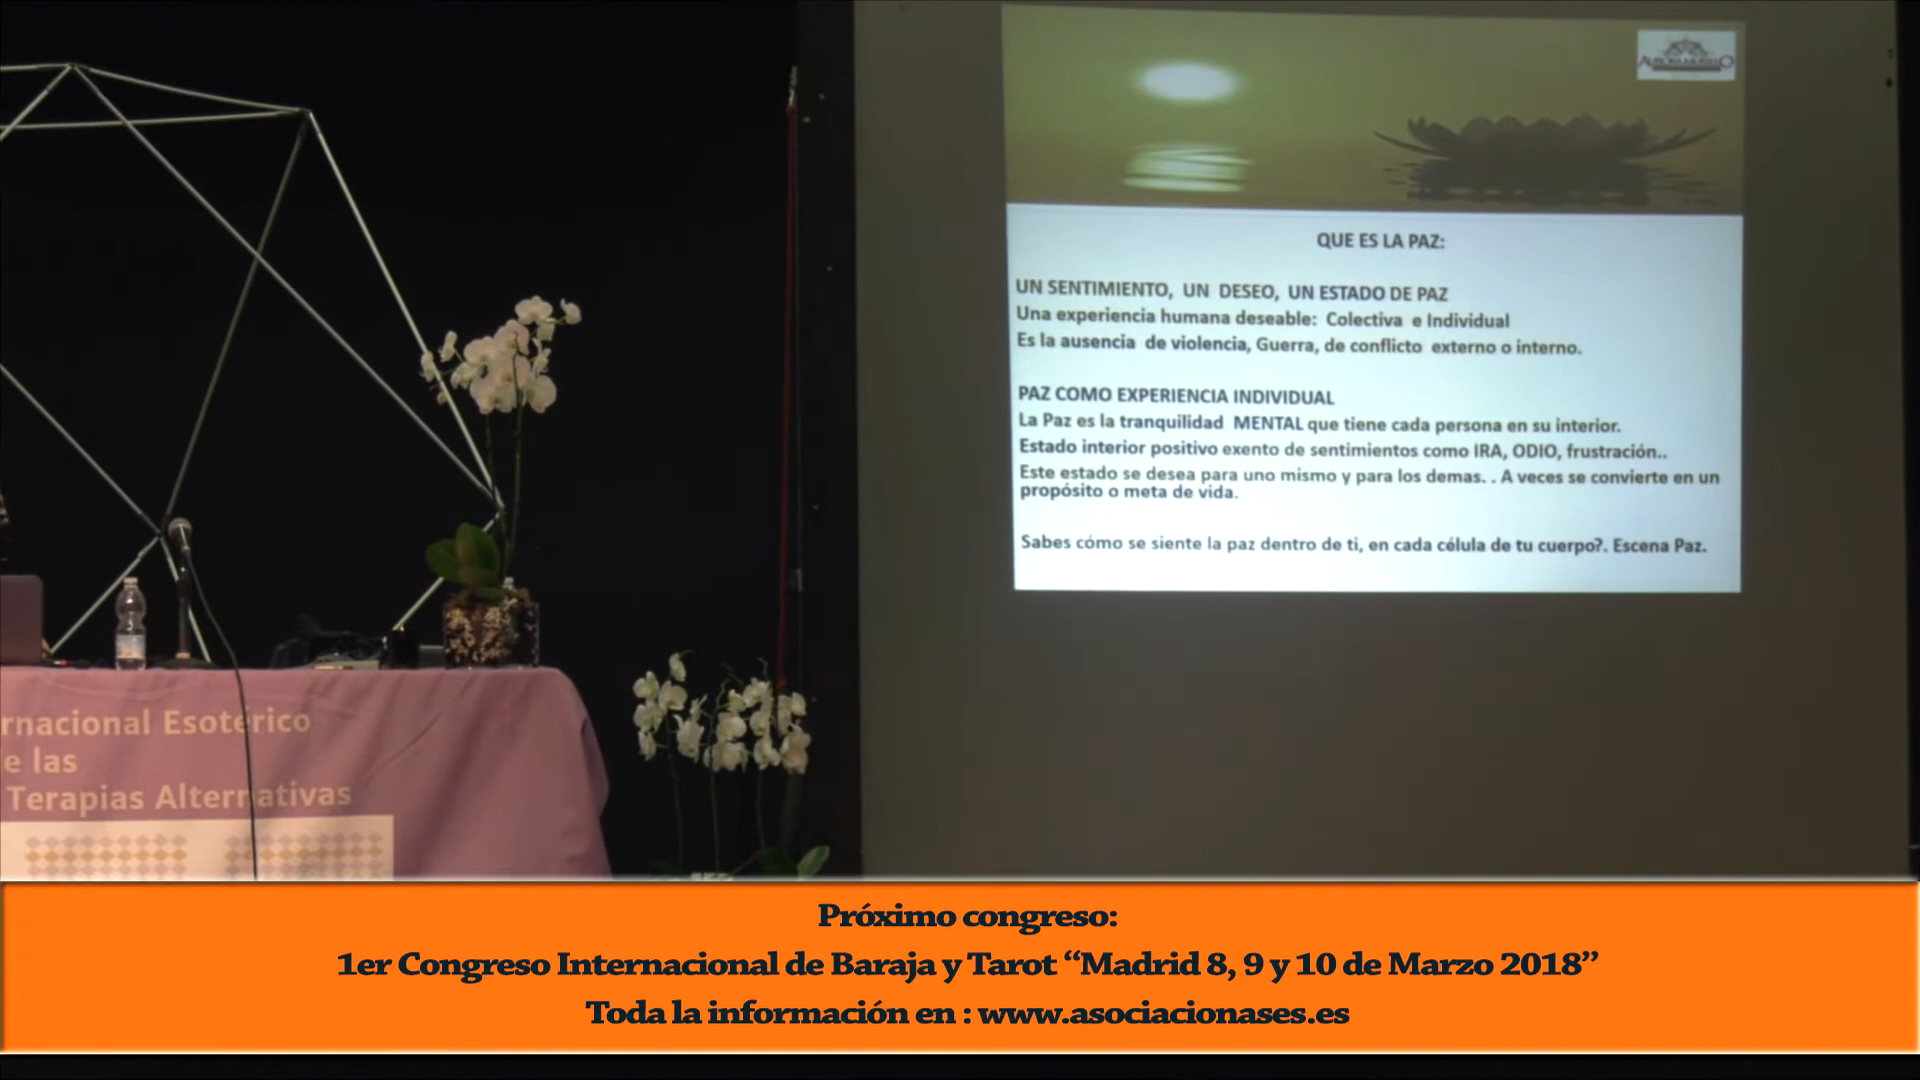 QUE ES LA PAZ:
UN SENTIMIENTO, UN DESEO, UN ESTADO DE PAZ
Una experiencia humana deseable: Colectiva e Individual
Es la ausencia de violencia, Guerra, de conflicto externo o interno.
PAZ COMO EXPERIENCIA INDIVIDUAL
La Paz es la tranquilidad MENTAL que tiene cada persona en su interior.
Estado interior positivo exento de sentimientos como IRA, ODIO, frustración..
Este estado se desea para uno mismo y para los demas. . A veces se convierte en un
propósito o meta de vida.
Sabes cómo se siente la paz dentro de ti, en cada célula de tu cuerpo?. Escena Paz.
rnacional Esotérico
e las
Terapias Alternativas
Próximo congreso:
1er Congreso Internacional de Baraja y Tarot “Madrid 8, 9 y 10 de Marzo 2018”
Toda la información en : www.asociacionases.es